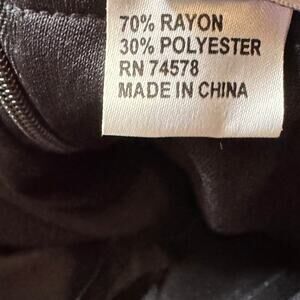 70% RAYON
30% POLYESTER
RN 74578
MADE IN CHINA